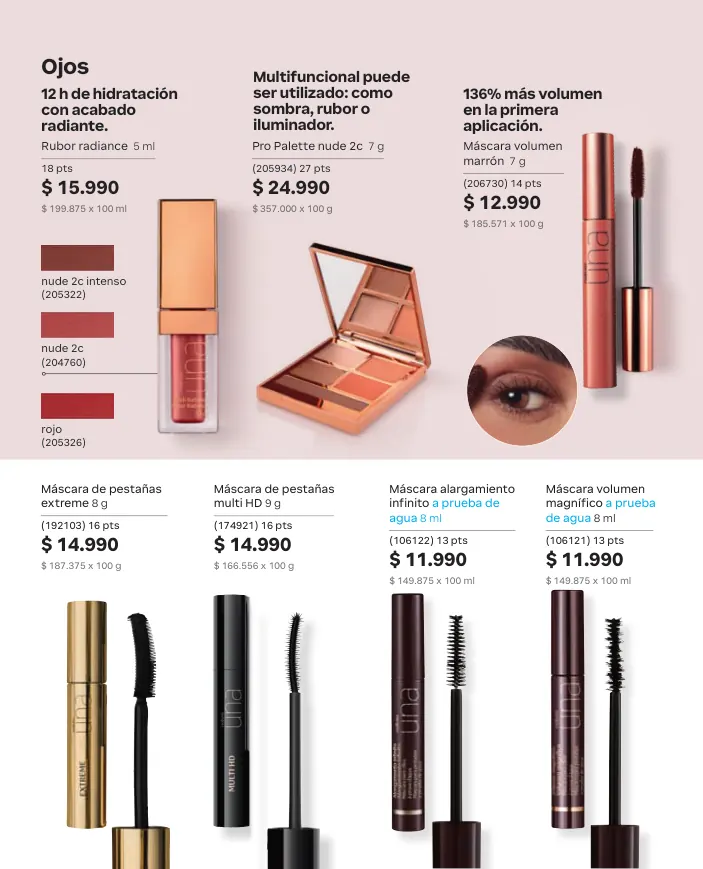 Ojos
12 h de hidratación
con acabado
radiante.
Rubor radiance 5 ml
18 pts
$ 15.990
$ 199.875 x 100 ml
nude 2c intenso
(205322)
nude 2c
(204760)
rojo
(205326)
una
Multifuncional puede
ser utilizado: como
sombra, rubor o
iluminador.
Pro Palette nude 2c 7 g
(205934) 27 pts
$ 24.990
$ 357.000 x 100 g
136% más volumen
en la primera
aplicación.
Máscara volumen
marrón 7 g
(206730) 14 pts
$ 12.990
$ 185.571 x 100 g
una
Máscara de pestañas
extreme 8 g
(192103) 16 pts
$ 14.990
$ 187.375 x 100 g
una
EXTREME
Máscara de pestañas
multi HD 9 g
(174921) 16 pts
$ 14.990
$ 166.556 x 100 g
una
MULTI HD
Máscara alargamiento
infinito a prueba de
agua 8 ml
(106122) 13 pts
$ 11.990
$ 149.875 x 100 ml
una
Máscara volumen
magnífico a prueba
de agua 8 ml
(106121) 13 pts
$ 11.990
$ 149.875 x 100 ml
una